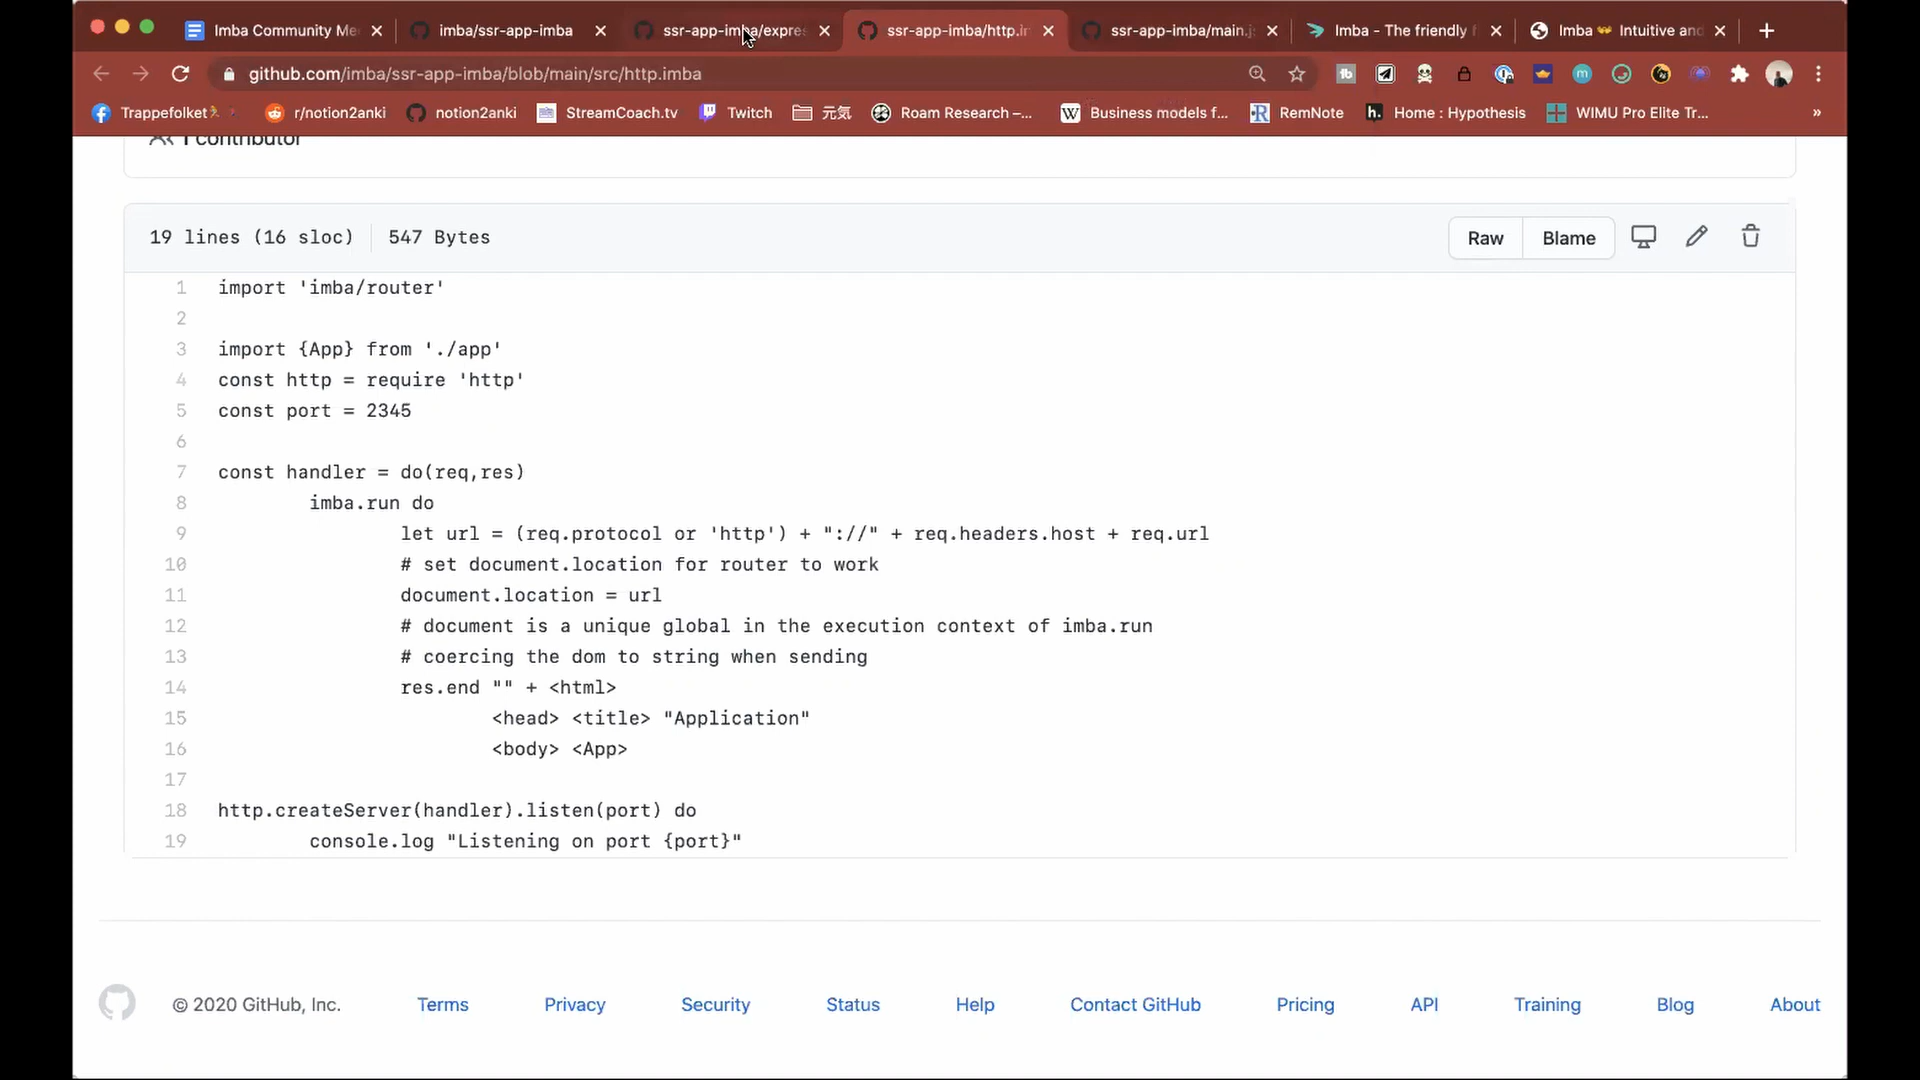 Imba Community Me
imba/ssr-app-imba
ssr-app-imba/expres
ssr-app-imba/http.im
ssr-app-imba/main.js
Imba - The friendly f
Imba 👐 Intuitive and
github.com/imba/ssr-app-imba/blob/main/src/http.imba
Trappefolket
r/notion2anki
notion2anki
StreamCoach.tv
Twitch
元気
Roam Research –...
Business models f...
RemNote
Home : Hypothesis
WIMU Pro Elite Tr...
»
1 contributor
19 lines (16 sloc) 547 Bytes
Raw Blame
1 import 'imba/router'
2
3 import {App} from './app'
4 const http = require 'http'
5 const port = 2345
6
7 const handler = do(req,res)
8 imba.run do
9 let url = (req.protocol or 'http') + "://" + req.headers.host + req.url
10 # set document.location for router to work
11 document.location = url
12 # document is a unique global in the execution context of imba.run
13 # coercing the dom to string when sending
14 res.end "" + <html>
15 <head> <title> "Application"
16 <body> <App>
17
18 http.createServer(handler).listen(port) do
19 console.log "Listening on port {port}"
© 2020 GitHub, Inc.
Terms
Privacy
Security
Status
Help
Contact GitHub
Pricing
API
Training
Blog
About